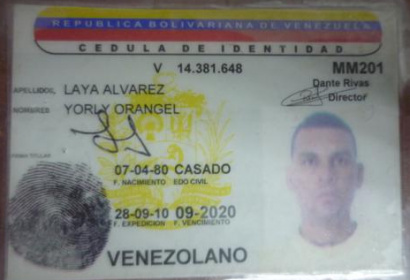 REPUBLICA BOLIVARIANA DE VENEZUELA
CEDULA DE IDENTIDAD
V 14.381.648 MM201
Dante Rivas
Director
APELLIDOS LAYA ALVAREZ
NOMBRES YORLY ORANGEL
FIRMA TITULAR
07-04-80 CASADO
F. NACIMIENTO EDO CIVIL
28-09-10 09-2020
F. EXPEDICION F. VENCIMIENTO
VENEZOLANO